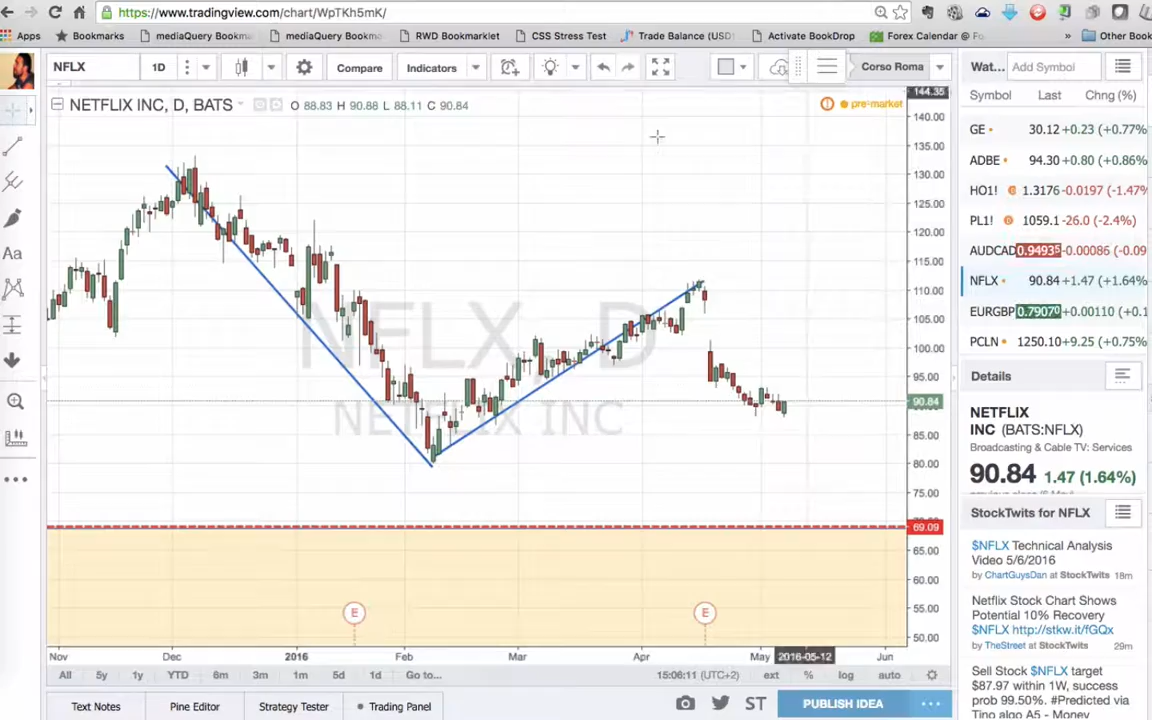 https://www.tradingview.com/chart/WpTKh5mK/
Apps Bookmarks mediaQuery Bookma mediaQuery Bookma RWD Bookmarklet CSS Stress Test Trade Balance (USD Activate BookDrop Forex Calendar @ Fo » Other Book
NFLX 1D Compare Indicators Corso Roma
Wat... Add Symbol
Symbol Last Chng (%)
NETFLIX INC, D, BATS O 88.83 H 90.88 L 88.11 C 90.84
pre-market
144.35
140.00
135.00
130.00
125.00
120.00
115.00
110.00
105.00
100.00
95.00
90.84
85.00
80.00
75.00
69.09
65.00
60.00
55.00
50.00
NFLX, D
NETFLIX INC
E E
Nov Dec 2016 Feb Mar Apr May 2016-05-12 Jun
All 5y 1y YTD 6m 3m 1m 5d 1d Go to... 15:06:11 (UTC+2) ext % log auto
Text Notes Pine Editor Strategy Tester Trading Panel ST PUBLISH IDEA
GE 30.12 +0.23 (+0.77%
ADBE 94.30 +0.80 (+0.86%
HO1! 1.3176 -0.0197 (-1.47%
PL1! 1059.1 -26.0 (-2.4%)
AUDCAD 0.94935 -0.00086 (-0.09
NFLX 90.84 +1.47 (+1.64%)
EURGBP 0.79070 +0.00110 (+0.1
PCLN 1250.10 +9.25 (+0.75%)
Details
NETFLIX
INC (BATS:NFLX)
Broadcasting & Cable TV: Services
90.84 1.47 (1.64%)
StockTwits for NFLX
$NFLX Technical Analysis
Video 5/6/2016
by ChartGuysDan at StockTwits 18m
Netflix Stock Chart Shows
Potential 10% Recovery
$NFLX http://stkw.it/fGQx
by TheStreet at StockTwits 29m
Sell Stock $NFLX target
$87.97 within 1W, success
prob 99.50%. #Predicted via
Tino algo A5 - Money